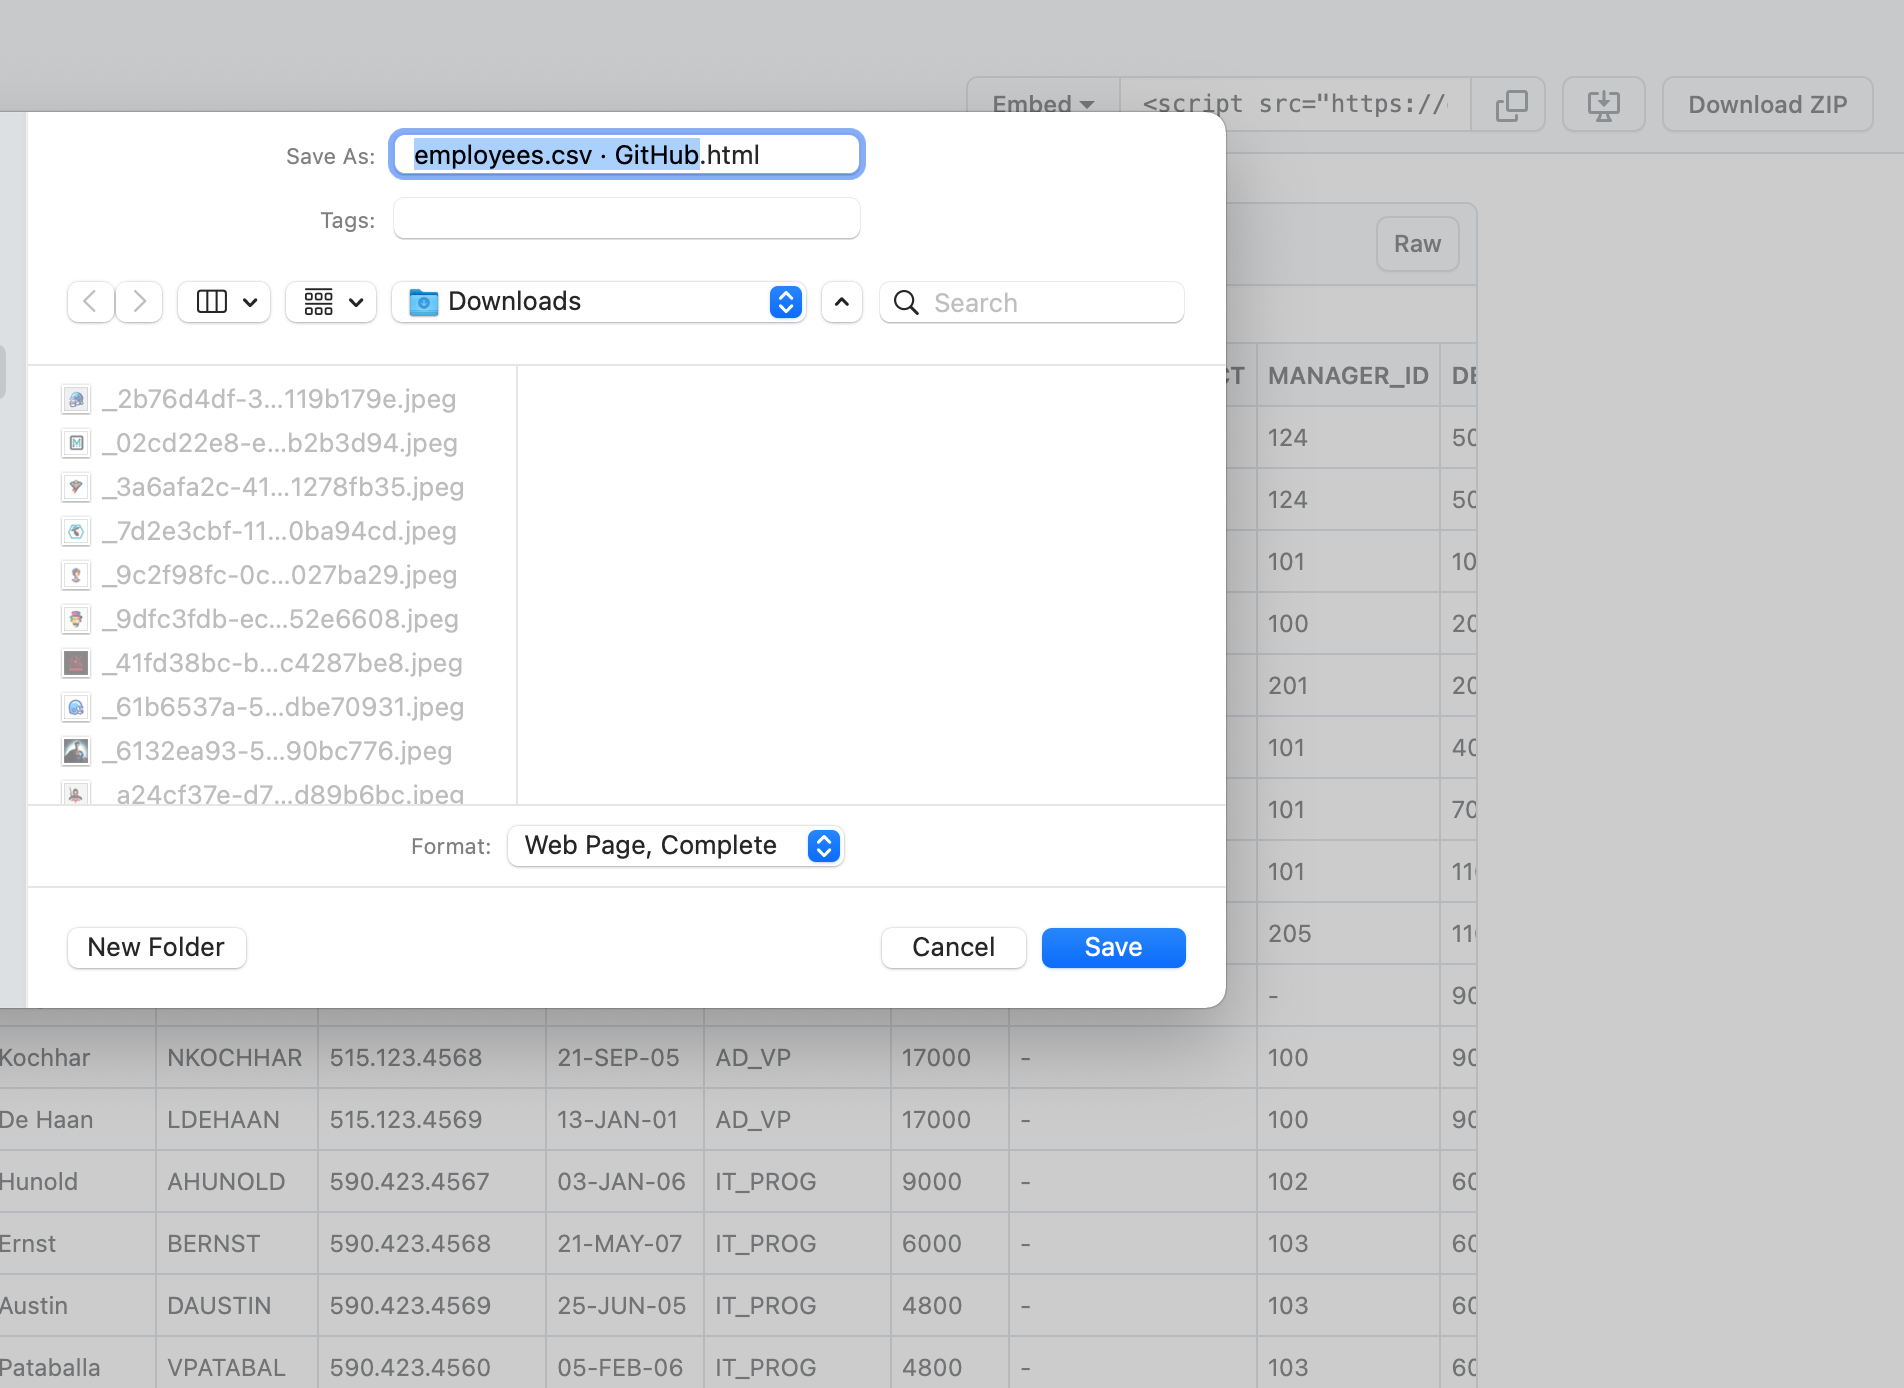 Embed
<script src="https://
Download ZIP
Save As: employees.csv · GitHub.html
Tags:
Raw
Downloads
Search
MANAGER_ID
_2b76d4df-3...119b179e.jpeg
_02cd22e8-e...b2b3d94.jpeg
_3a6afa2c-41...1278fb35.jpeg
_7d2e3cbf-11...0ba94cd.jpeg
_9c2f98fc-0c...027ba29.jpeg
_9dfc3fdb-ec...52e6608.jpeg
_41fd38bc-b...c4287be8.jpeg
_61b6537a-5...dbe70931.jpeg
_6132ea93-5...90bc776.jpeg
_a24cf37e-d7...d89b6bc.jpeg
CT
DE
124 50
124 50
101 10
100 20
201 20
101 40
101 70
101 110
205 110
- 90
Format: Web Page, Complete
New Folder
Cancel
Save
Kochhar NKOCHHAR 515.123.4568 21-SEP-05 AD_VP 17000 - 100 90
De Haan LDEHAAN 515.123.4569 13-JAN-01 AD_VP 17000 - 100 90
Hunold AHUNOLD 590.423.4567 03-JAN-06 IT_PROG 9000 - 102 60
Ernst BERNST 590.423.4568 21-MAY-07 IT_PROG 6000 - 103 60
Austin DAUSTIN 590.423.4569 25-JUN-05 IT_PROG 4800 - 103 60
Pataballa VPATABAL 590.423.4560 05-FEB-06 IT_PROG 4800 - 103 60